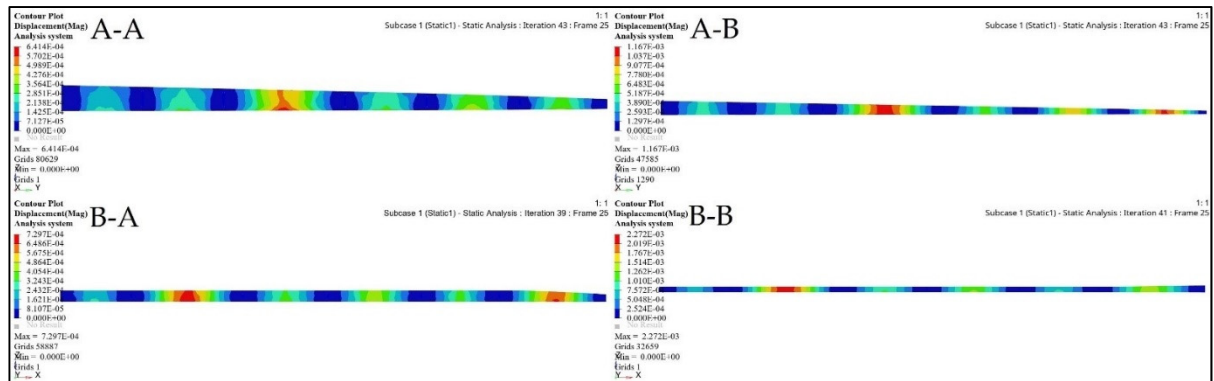 Contour Plot
Displacement(Mag)
Analysis system
A-A
1: 1
Subcase 1 (Static1) - Static Analysis : Iteration 43 : Frame 25
6.414E-04
5.702E-04
4.989E-04
4.276E-04
3.564E-04
2.851E-04
2.138E-04
1.425E-04
7.127E-05
0.000E+00
No Result
Max = 6.414E-04
Grids 80629
Min = 0.000E+00
Grids 1
Z
X Y
Contour Plot
Displacement(Mag)
Analysis system
A-B
1: 1
Subcase 1 (Static1) - Static Analysis : Iteration 43 : Frame 25
1.167E-03
1.037E-03
9.077E-04
7.780E-04
6.483E-04
5.187E-04
3.890E-04
2.593E-04
1.297E-04
0.000E+00
No Result
Max = 1.167E-03
Grids 47585
Min = 0.000E+00
Grids 1290
Z
X Y
Contour Plot
Displacement(Mag)
Analysis system
B-A
1: 1
Subcase 1 (Static1) - Static Analysis : Iteration 39 : Frame 25
7.297E-04
6.486E-04
5.675E-04
4.864E-04
4.054E-04
3.243E-04
2.432E-04
1.621E-04
8.107E-05
0.000E+00
No Result
Max = 7.297E-04
Grids 58887
Min = 0.000E+00
Grids 1
Z
Y X
Contour Plot
Displacement(Mag)
Analysis system
B-B
1: 1
Subcase 1 (Static1) - Static Analysis : Iteration 41 : Frame 25
2.272E-03
2.019E-03
1.767E-03
1.514E-03
1.262E-03
1.010E-03
7.572E-04
5.048E-04
2.524E-04
0.000E+00
No Result
Max = 2.272E-03
Grids 32659
Min = 0.000E+00
Grids 1
Z
Y X